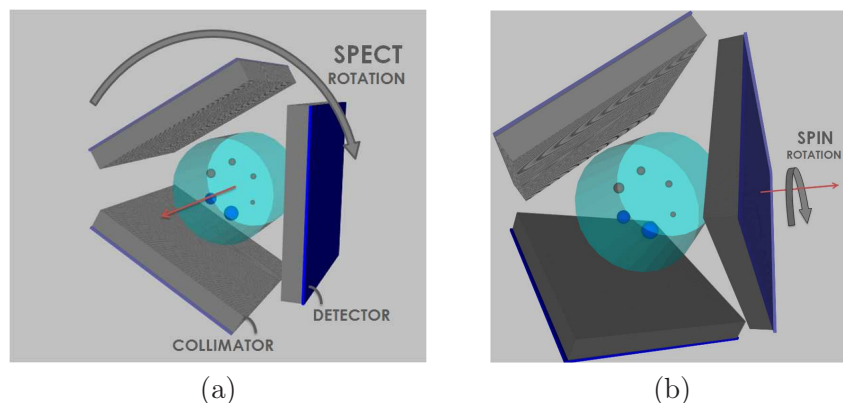 SPECT
ROTATION
DETECTOR
COLLIMATOR
(a)
SPIN
ROTATION
(b)